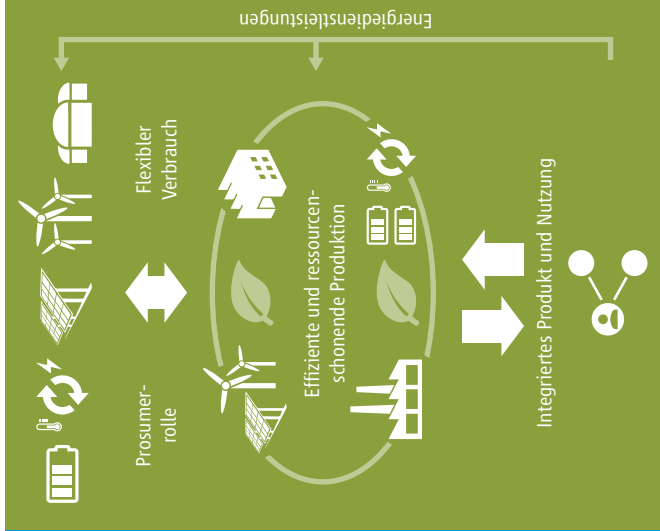 Energiedienstleistungen
Prosumer-
rolle
Flexibler
Verbrauch
Effiziente und ressourcen-
schonende Produktion
Integriertes Produkt und Nutzung